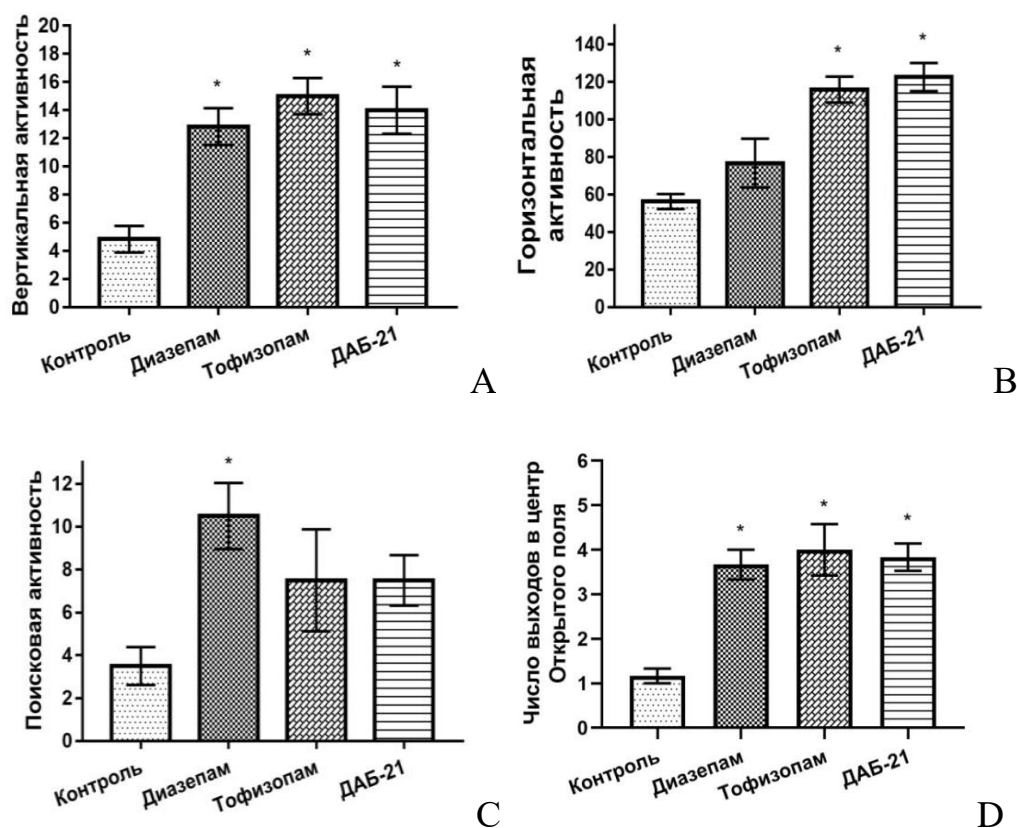 Вертикальная активность
20
18
16
14
12
10
8
6
4
2
0
*
*
*
Контроль
Диазепам
Тофизопам
ДАБ-21
A
Горизонтальная
активность
140
120
100
80
60
40
20
0
*
*
Контроль
Диазепам
Тофизопам
ДАБ-21
B
Поисковая активность
12
10
8
6
4
2
0
*
Контроль
Диазепам
Тофизопам
ДАБ-21
C
Число выходов в центр
Открытого поля
6
5
4
3
2
1
0
*
*
*
Контроль
Диазепам
Тофизопам
ДАБ-21
D